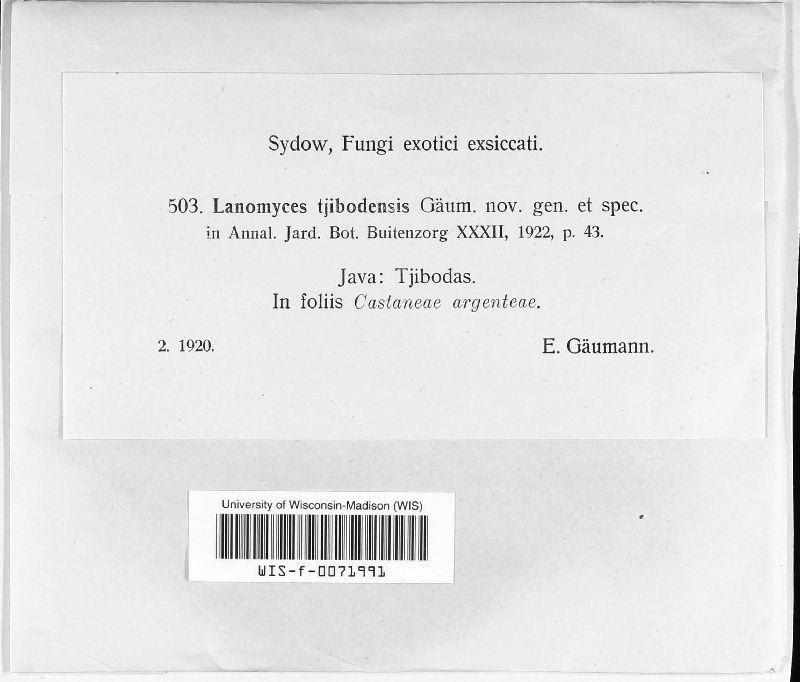 Sydow, Fungi exotici exsiccati.
503. Lanomyces tjibodensis Gäum. nov. gen. et spec.
in Annal. Jard. Bot. Buitenzorg XXXII, 1922, p. 43.
Java: Tjibodas.
In foliis Castaneae argenteae.
2. 1920.
E. Gäumann.
University of Wisconsin-Madison (WIS)
WIS-f-0071991